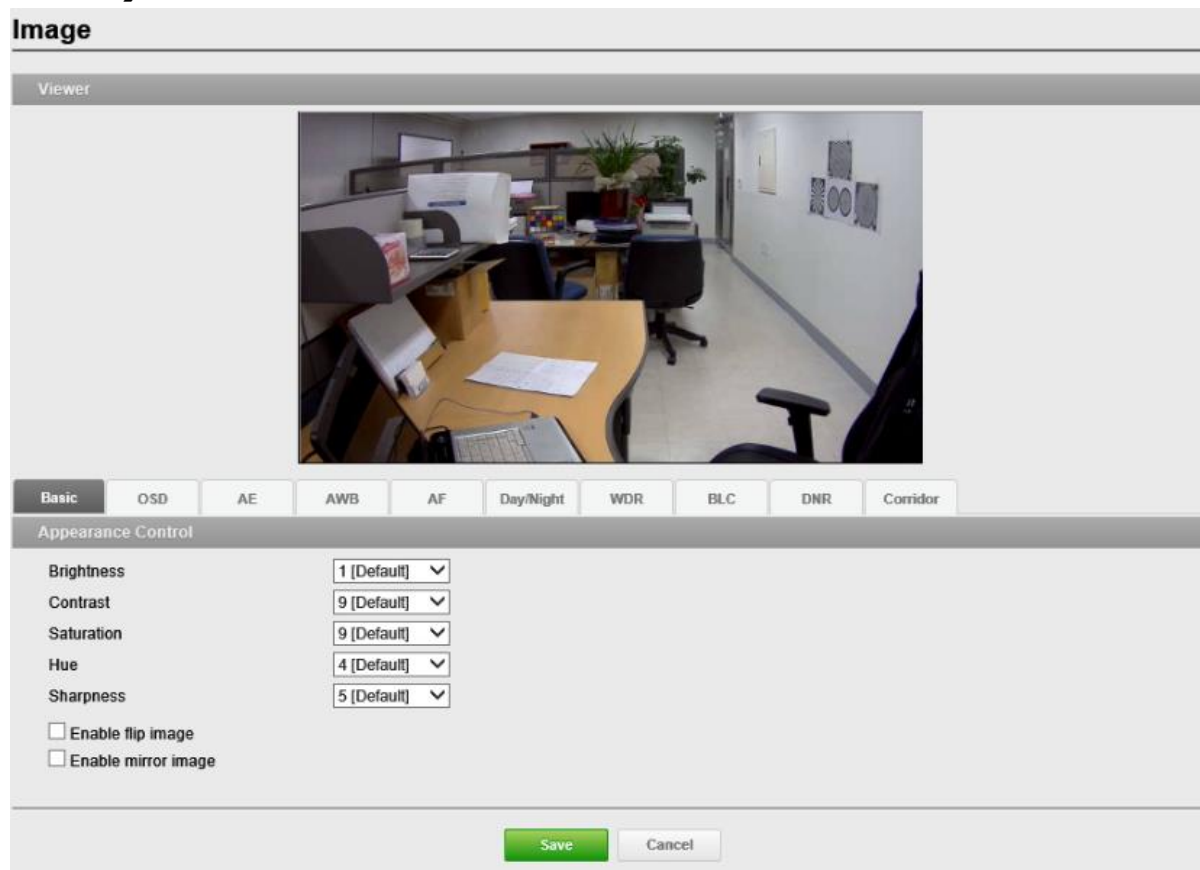 Image
Viewer
Basic OSD AE AWB AF Day/Night WDR BLC DNR Corridor
Appearance Control
Brightness 1 [Default]
Contrast 9 [Default]
Saturation 9 [Default]
Hue 4 [Default]
Sharpness 5 [Default]
Enable flip image
Enable mirror image
Save Cancel